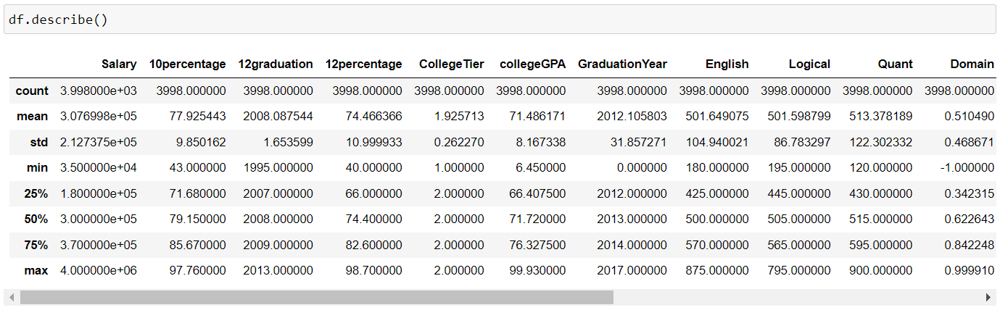 df.describe()
Salary 10percentage 12graduation 12percentage CollegeTier collegeGPA GraduationYear English Logical Quant Domain
count 3.998000e+03 3998.000000 3998.000000 3998.000000 3998.000000 3998.000000 3998.000000 3998.000000 3998.000000 3998.000000 3998.000000
mean 3.076998e+05 77.925443 2008.087544 74.466366 1.925713 71.486171 2012.105803 501.649075 501.598799 513.378189 0.510490
std 2.127375e+05 9.850162 1.653599 10.999933 0.262270 8.167338 31.857271 104.940021 86.783297 122.302332 0.468671
min 3.500000e+04 43.000000 1995.000000 40.000000 1.000000 6.450000 0.000000 180.000000 195.000000 120.000000 -1.000000
25% 1.800000e+05 71.680000 2007.000000 66.000000 2.000000 66.407500 2012.000000 425.000000 445.000000 430.000000 0.342315
50% 3.000000e+05 79.150000 2008.000000 74.400000 2.000000 71.720000 2013.000000 500.000000 505.000000 515.000000 0.622643
75% 3.700000e+05 85.670000 2009.000000 82.600000 2.000000 76.327500 2014.000000 570.000000 565.000000 595.000000 0.842248
max 4.000000e+06 97.760000 2013.000000 98.700000 2.000000 99.930000 2017.000000 875.000000 795.000000 900.000000 0.999910